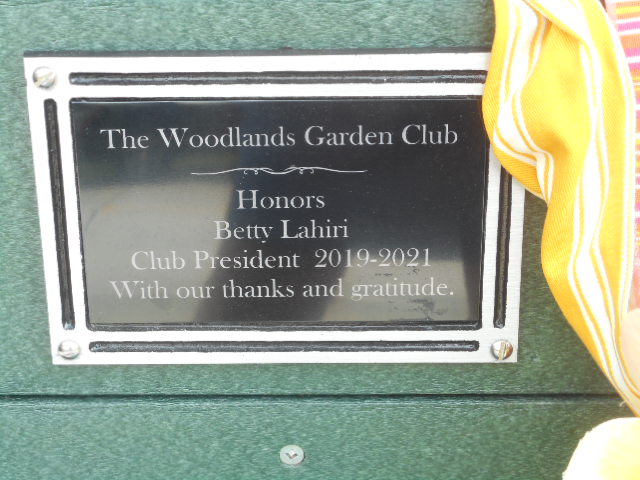 The Woodlands Garden Club
Honors
Betty Lahiri
Club President 2019-2021
With our thanks and gratitude.